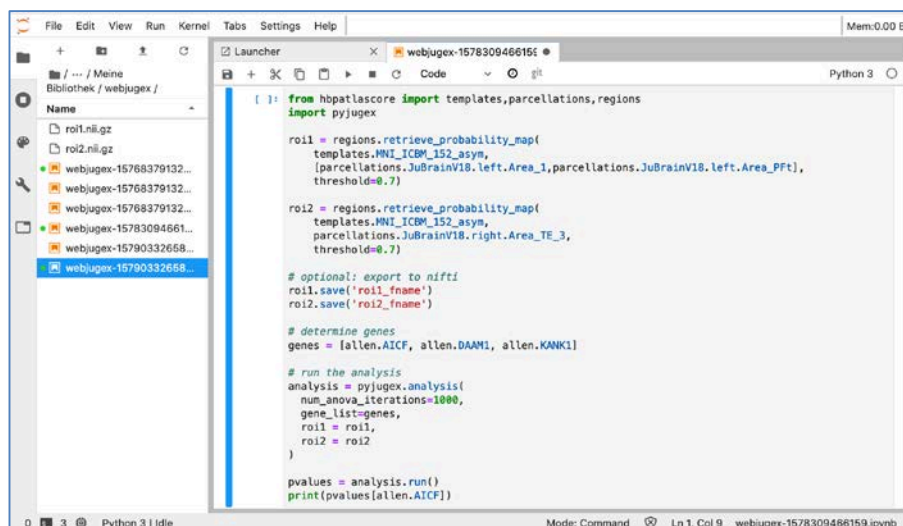 File Edit View Run Kernel Tabs Settings Help
Mem:0.00 B
Launcher
webjugex-1578309466159
Code
git
Python 3
/ ··· / Meine
Bibliothek / webjugex /
Name
roi1.nii.gz
roi2.nii.gz
webjugex-15768379132...
webjugex-15768379132...
webjugex-15768379132...
webjugex-15783094661...
webjugex-15790332658...
webjugex-15790332658...
[ ]: from hbpatlascore import templates,parcellations,regions
import pyjugex
roi1 = regions.retrieve_probability_map(
templates.MNI_ICBM_152_asym,
[parcellations.JuBrainV18.left.Area_1,parcellations.JuBrainV18.left.Area_PFt],
threshold=0.7)
roi2 = regions.retrieve_probability_map(
templates.MNI_ICBM_152_asym,
parcellations.JuBrainV18.right.Area_TE_3,
threshold=0.7)
# optional: export to nifti
roi1.save('roi1_fname')
roi2.save('roi2_fname')
# determine genes
genes = [allen.AICF, allen.DAAM1, allen.KANK1]
# run the analysis
analysis = pyjugex.analysis(
num_anova_iterations=1000,
gene_list=genes,
roi1 = roi1,
roi2 = roi2
)
pvalues = analysis.run()
print(pvalues[allen.AICF])
0 3 Python 3 | Idle
Mode: Command Ln 1, Col 9 webjugex-1578309466159.ipynb